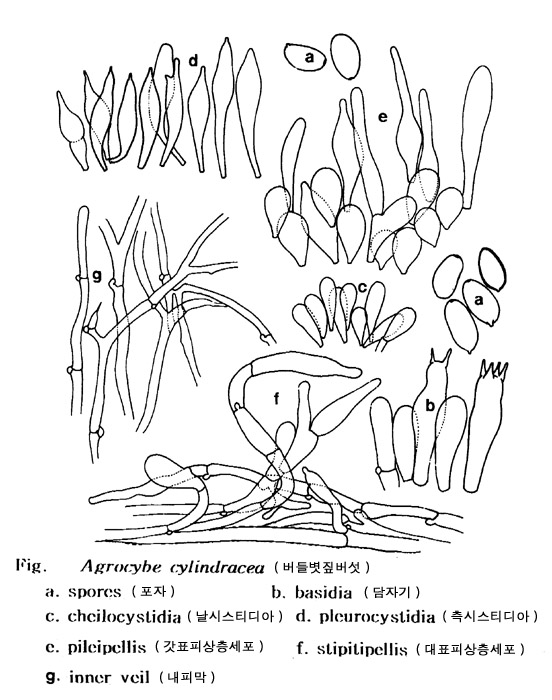 d
a
e
g
c
a
f
b
Fig. Agrocybe cylindracea ( 버들볏짚버섯 )
a. spores ( 포자 ) b. basidia ( 담자기 )
c. cheilocystidia ( 날시스티디아 ) d. pleurocystidia ( 측시스티디아 )
e. pileipellis ( 갓표피상층세포 ) f. stipitipellis ( 대표피상층세포 )
g. inner veil ( 내피막 )